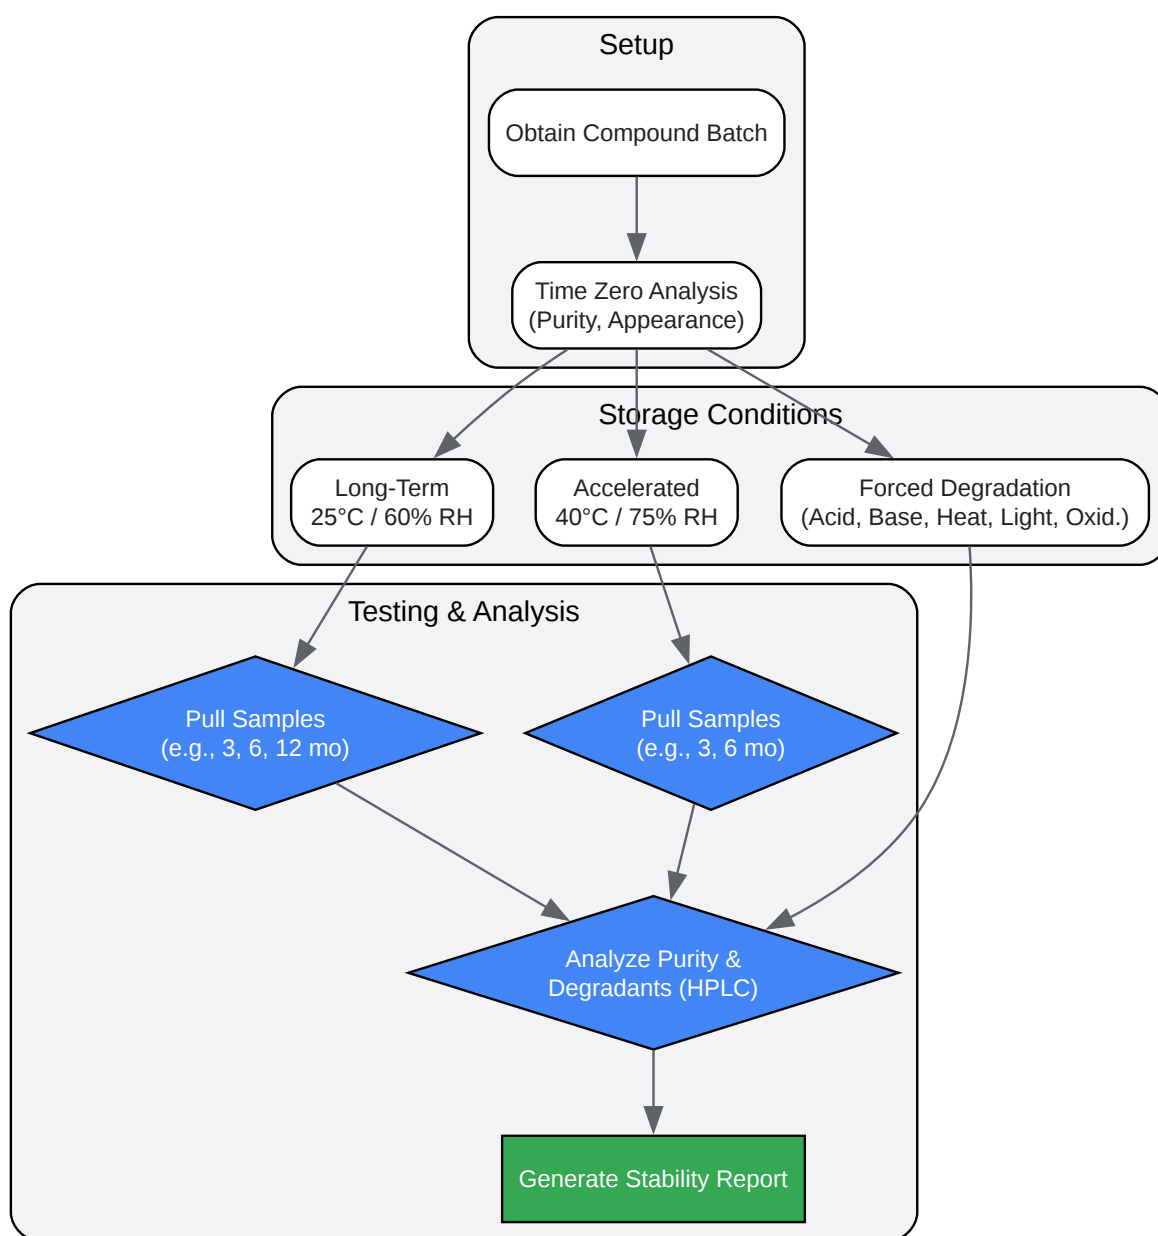 Setup
Obtain Compound Batch
Time Zero Analysis
(Purity, Appearance)
Storage Conditions
Long-Term
25°C / 60% RH
Accelerated
40°C / 75% RH
Forced Degradation
(Acid, Base, Heat, Light, Oxid.)
Testing & Analysis
Pull Samples
(e.g., 3, 6, 12 mo)
Pull Samples
(e.g., 3, 6 mo)
Analyze Purity &
Degradants (HPLC)
Generate Stability Report